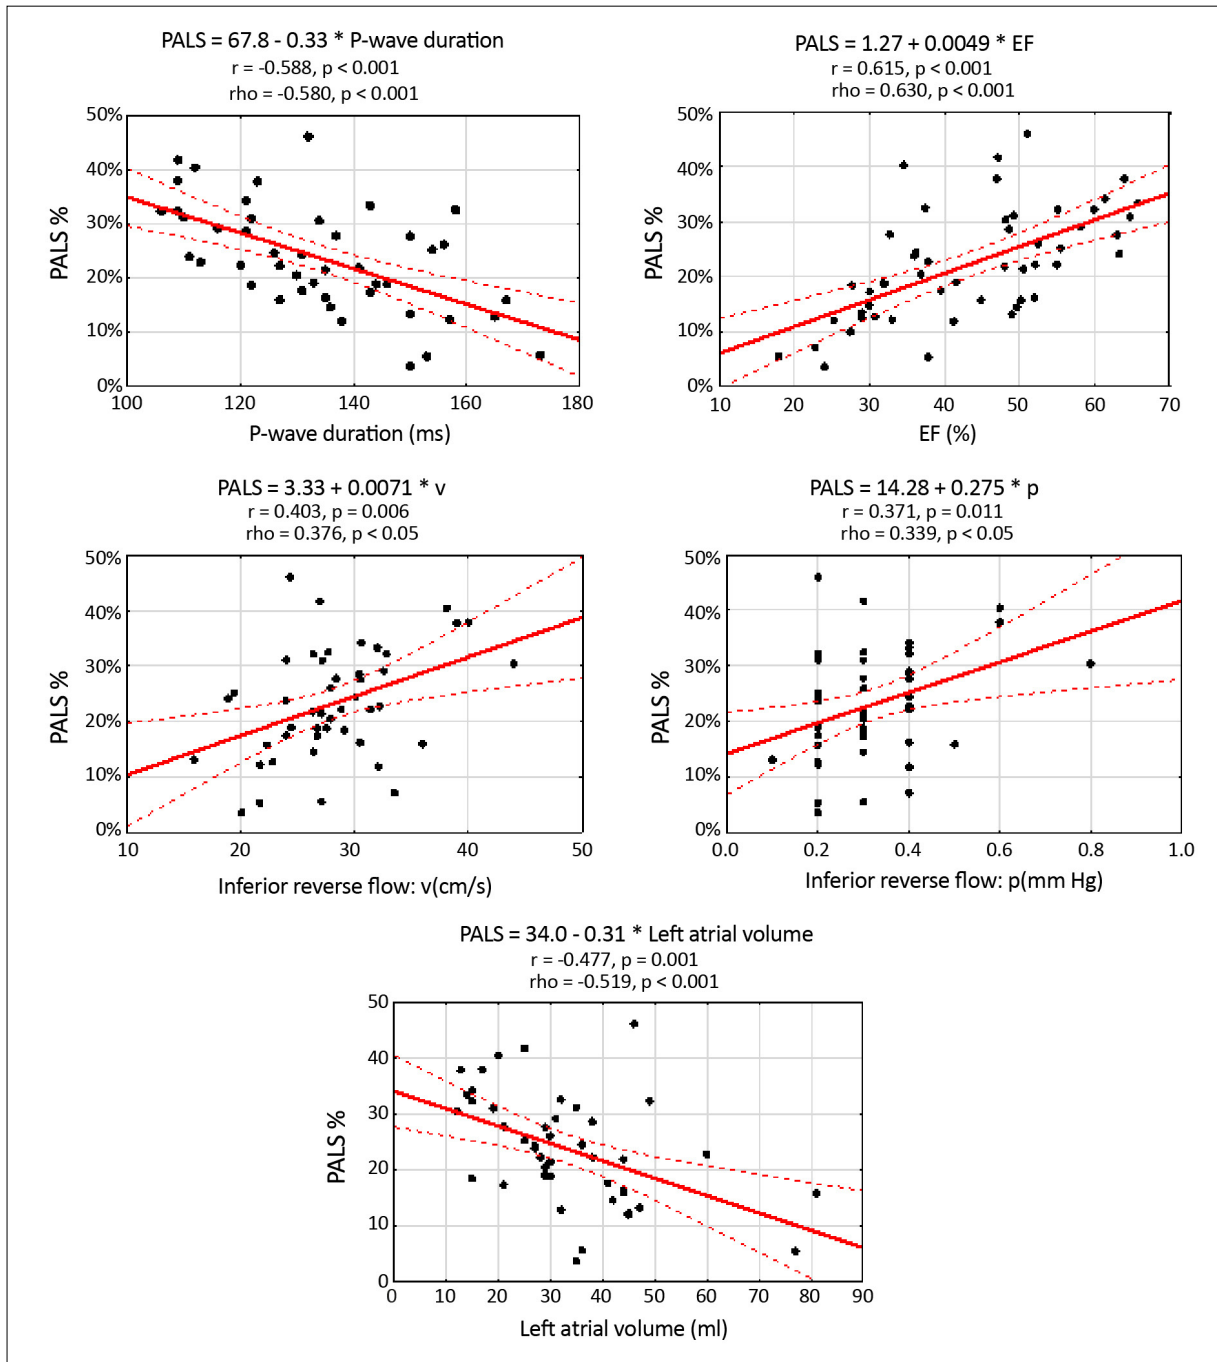 PALS = 67.8 - 0.33 * P-wave duration
r = -0.588, p < 0.001
rho = -0.580, p < 0.001
50%
40%
30%
20%
10%
0%
PALS %
100 120 140 160 180
P-wave duration (ms)
PALS = 1.27 + 0.0049 * EF
r = 0.615, p < 0.001
rho = 0.630, p < 0.001
50%
40%
30%
20%
10%
0%
PALS %
10 20 30 40 50 60 70
EF (%)
PALS = 3.33 + 0.0071 * v
r = 0.403, p = 0.006
rho = 0.376, p < 0.05
50%
40%
30%
20%
10%
0%
PALS %
10 20 30 40 50
Inferior reverse flow: v(cm/s)
PALS = 14.28 + 0.275 * p
r = 0.371, p = 0.011
rho = 0.339, p < 0.05
50%
40%
30%
20%
10%
0%
PALS %
0.0 0.2 0.4 0.6 0.8 1.0
Inferior reverse flow: p(mm Hg)
PALS = 34.0 - 0.31 * Left atrial volume
r = -0.477, p = 0.001
rho = -0.519, p < 0.001
50
40
30
20
10
0
PALS %
0 10 20 30 40 50 60 70 80 90
Left atrial volume (ml)